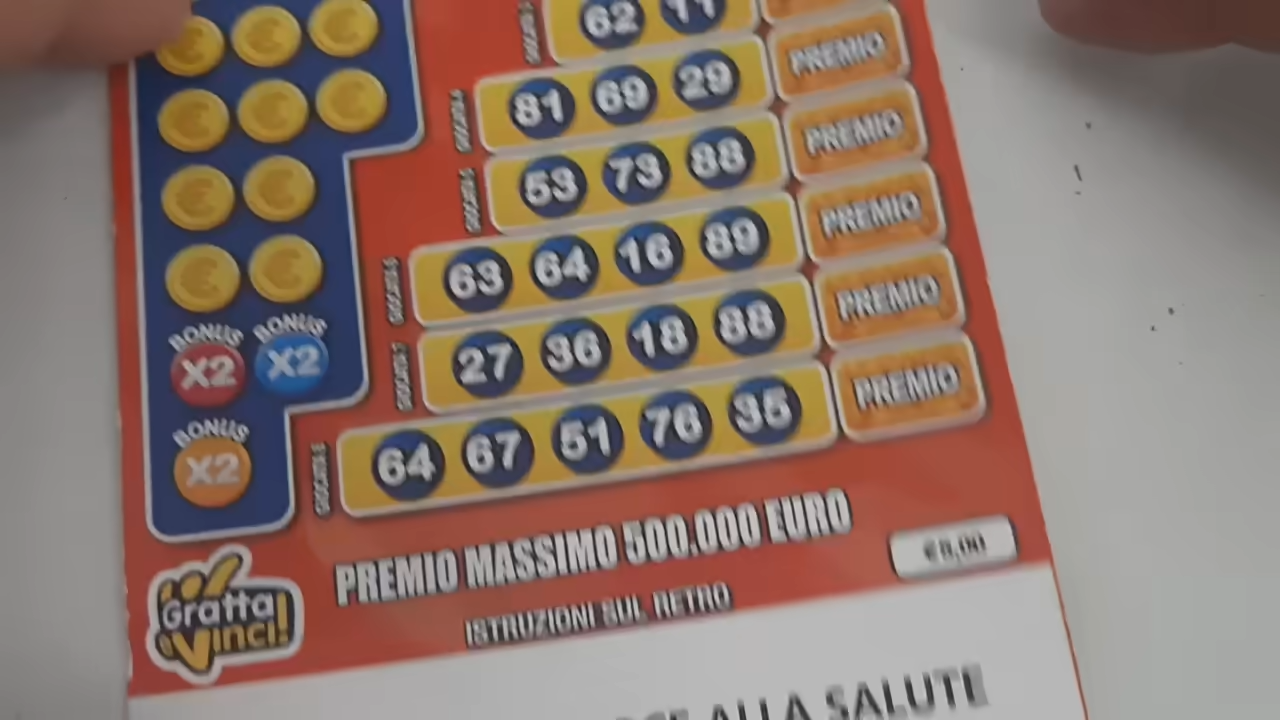 62 11
PREMIO
81 69 29
PREMIO
53 73 88
PREMIO
63 64 16 89
PREMIO
27 36 18 88
PREMIO
64 67 51 76 35
BONUS X2
BONUS X2
BONUS X2
PREMIO MASSIMO 500.000 EURO
ISTRUZIONI SUL RETRO
Gratta
e Vinci!
ALLA SALUTE